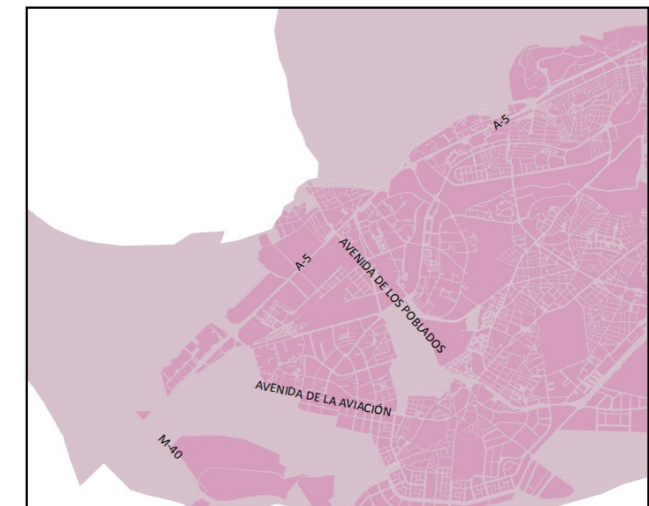 A-5
AVENIDA DE LOS POBLADOS
A-5
AVENIDA DE LA AVIACIÓN
M-40